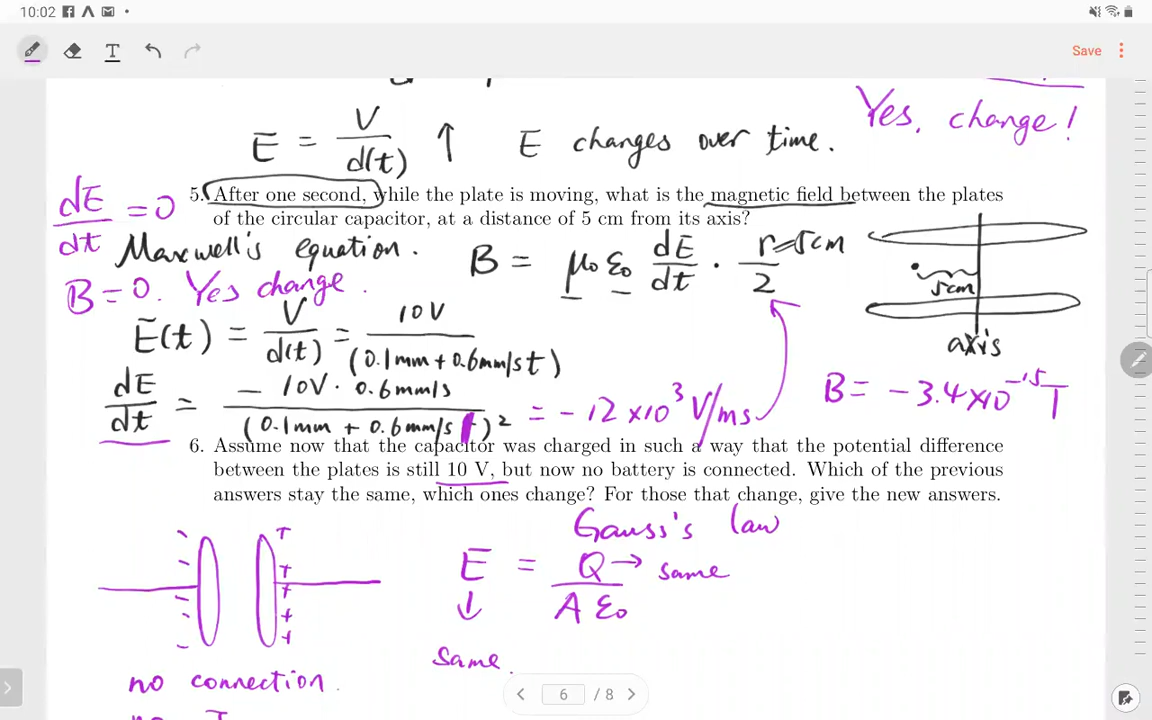 10:02
Save
Yes, change!
E = V / d(t) ↑ E changes over time.
5. After one second, while the plate is moving, what is the magnetic field between the plates
of the circular capacitor, at a distance of 5 cm from its axis?
dE/dt = 0
Maxwell's equation.
B = μ₀ ε₀ dE/dt · r=5cm / 2
5cm
axis
B=0. Yes change.
E(t) = V / d(t) = 10V / (0.1mm + 0.6mm/s t)
dE/dt = - 10V · 0.6mm/s / (0.1mm + 0.6mm/s )² = -12 ×10³ V/ms
B = -3.4×10⁻¹⁵ T
6. Assume now that the capacitor was charged in such a way that the potential difference
between the plates is still 10 V, but now no battery is connected. Which of the previous
answers stay the same, which ones change? For those that change, give the new answers.
Gauss's law
E = Q / A ε₀
→ same
↓
same.
no connection.
no I
6 / 8